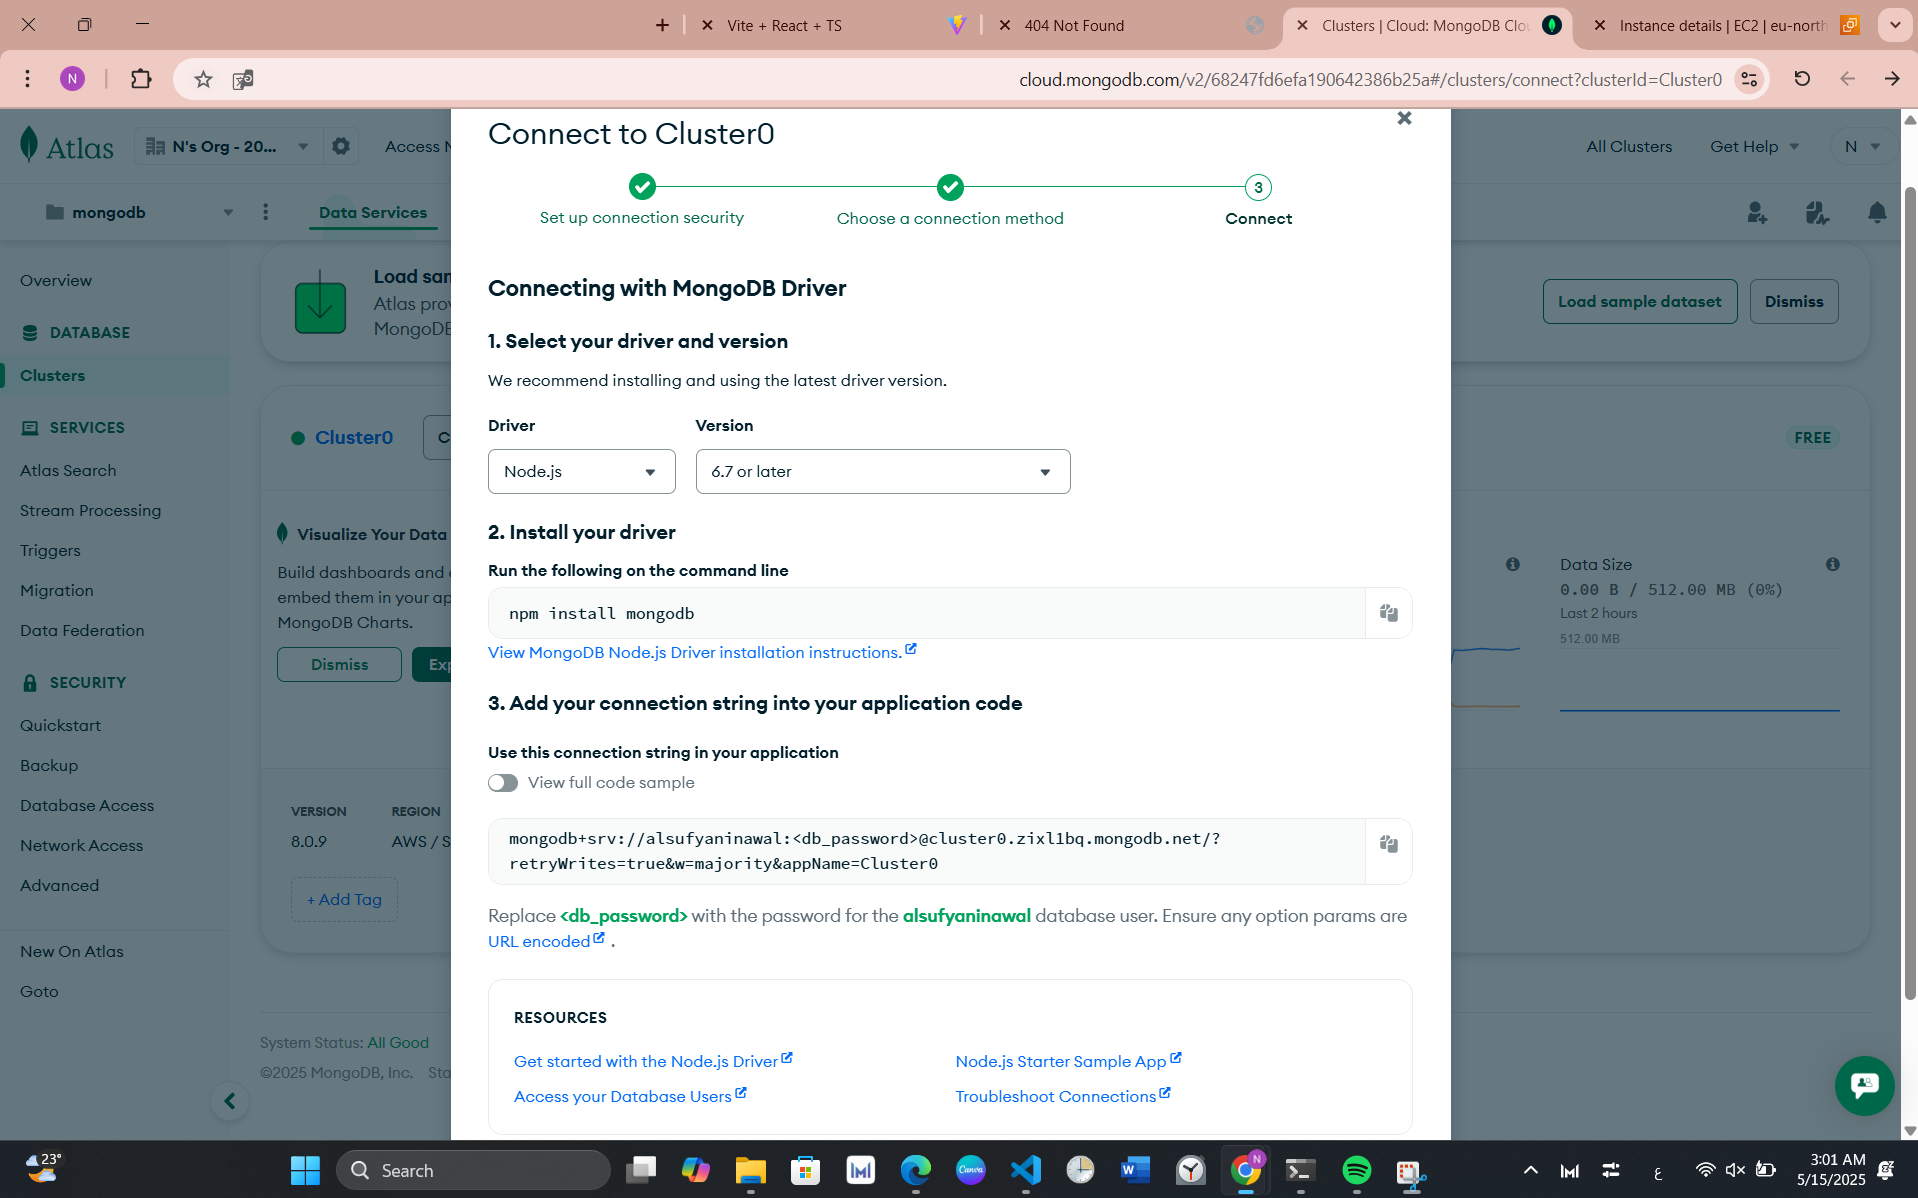 Vite + React + TS
404 Not Found
Clusters | Cloud: MongoDB Clo
Instance details | EC2 | eu-north
N
cloud.mongodb.com/v2/68247fd6efa190642386b25a#/clusters/connect?clusterId=Cluster0
Atlas
N's Org - 20...
Access N
All Clusters
Get Help
N
mongodb
Data Services
Overview
DATABASE
Clusters
SERVICES
Atlas Search
Stream Processing
Triggers
Migration
Data Federation
SECURITY
Quickstart
Backup
Database Access
Network Access
Advanced
New On Atlas
Goto
Load sam
Atlas prov
MongoDB
Load sample dataset
Dismiss
Cluster0
C
FREE
Visualize Your Data
Build dashboards and e
embed them in your ap
MongoDB Charts.
Dismiss
Exp
Data Size
0.00 B / 512.00 MB (0%)
Last 2 hours
512.00 MB
VERSION
8.0.9
REGION
AWS / S
+ Add Tag
System Status: All Good
©2025 MongoDB, Inc.
Sta
Connect to Cluster0
Set up connection security
Choose a connection method
3
Connect
Connecting with MongoDB Driver
1. Select your driver and version
We recommend installing and using the latest driver version.
Driver
Version
Node.js
6.7 or later
2. Install your driver
Run the following on the command line
npm install mongodb
View MongoDB Node.js Driver installation instructions.
3. Add your connection string into your application code
Use this connection string in your application
View full code sample
mongodb+srv://alsufyaninawal:<db_password>@cluster0.zixl1bq.mongodb.net/?
retryWrites=true&w=majority&appName=Cluster0
Replace <db_password> with the password for the alsufyaninawal database user. Ensure any option params are
URL encoded .
RESOURCES
Get started with the Node.js Driver
Node.js Starter Sample App
Access your Database Users
Troubleshoot Connections
23°
Search
Canva
N
ع
3:01 AM
5/15/2025